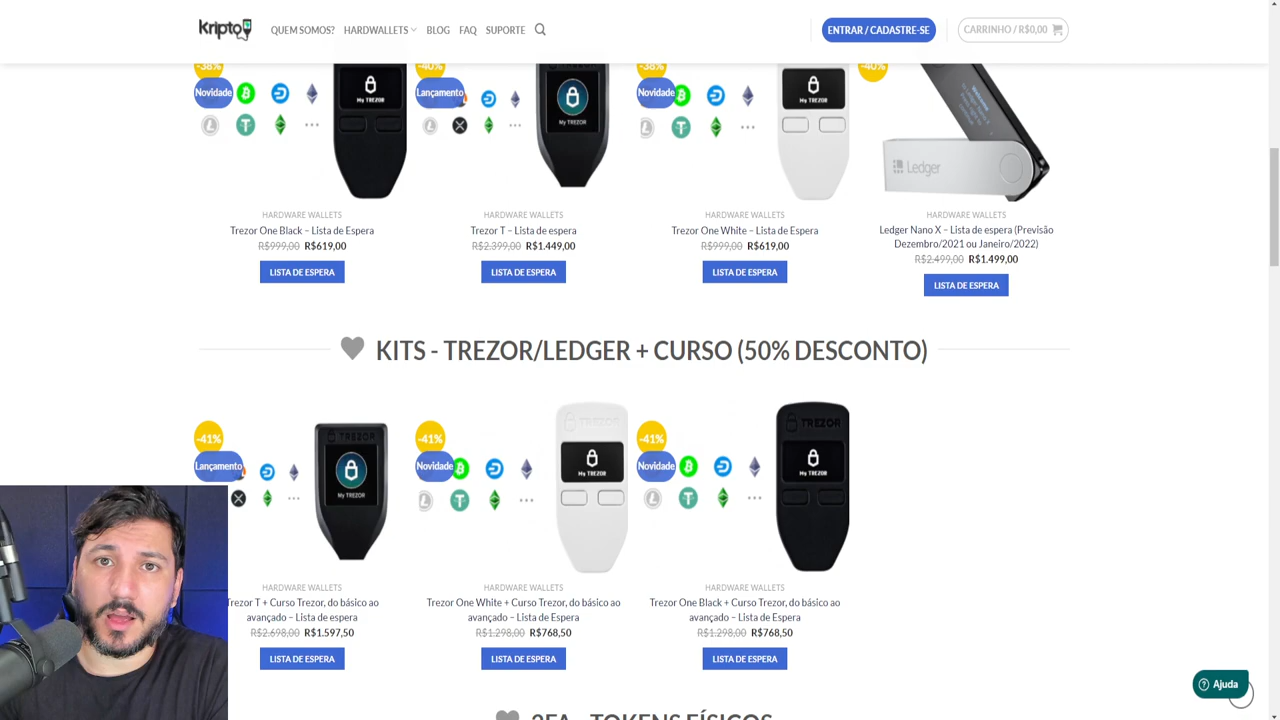 Kripto
QUEM SOMOS?
HARDWALLETS
BLOG
FAQ
SUPORTE
ENTRAR / CADASTRE-SE
CARRINHO / R$0,00
-38%
Novidade
My TREZOR
-40%
Lançamento
My TREZOR
-38%
Novidade
My TREZOR
-40%
Ledger
HARDWARE WALLETS
Trezor One Black – Lista de Espera
R$999,00 R$619,00
LISTA DE ESPERA
HARDWARE WALLETS
Trezor T – Lista de espera
R$2.399,00 R$1.449,00
LISTA DE ESPERA
HARDWARE WALLETS
Trezor One White – Lista de Espera
R$999,00 R$619,00
LISTA DE ESPERA
HARDWARE WALLETS
Ledger Nano X – Lista de espera (Previsão
Dezembro/2021 ou Janeiro/2022)
R$2.499,00 R$1.499,00
LISTA DE ESPERA
KITS - TREZOR/LEDGER + CURSO (50% DESCONTO)
-41%
Lançamento
TREZOR
My TREZOR
-41%
Novidade
TREZOR
My TREZOR
-41%
Novidade
TREZOR
My TREZOR
HARDWARE WALLETS
Trezor T + Curso Trezor, do básico ao
avançado – Lista de espera
R$2.698,00 R$1.597,50
LISTA DE ESPERA
HARDWARE WALLETS
Trezor One White + Curso Trezor, do básico ao
avançado – Lista de Espera
R$1.298,00 R$768,50
LISTA DE ESPERA
HARDWARE WALLETS
Trezor One Black + Curso Trezor, do básico ao
avançado – Lista de Espera
R$1.298,00 R$768,50
LISTA DE ESPERA
Ajuda
2FA - TOKENS FÍSICOS